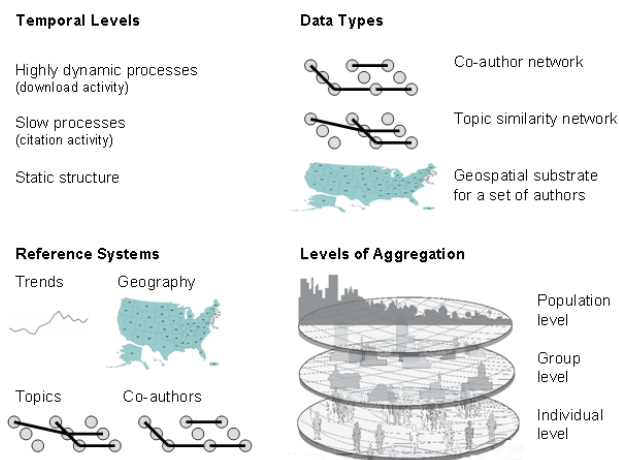 Temporal Levels
Highly dynamic processes
(download activity)
Slow processes
(citation activity)
Static structure
Data Types
Co-author network
Topic similarity network
Geospatial substrate
for a set of authors
Reference Systems
Trends
Geography
Topics
Co-authors
Levels of Aggregation
Population
level
Group
level
Individual
level